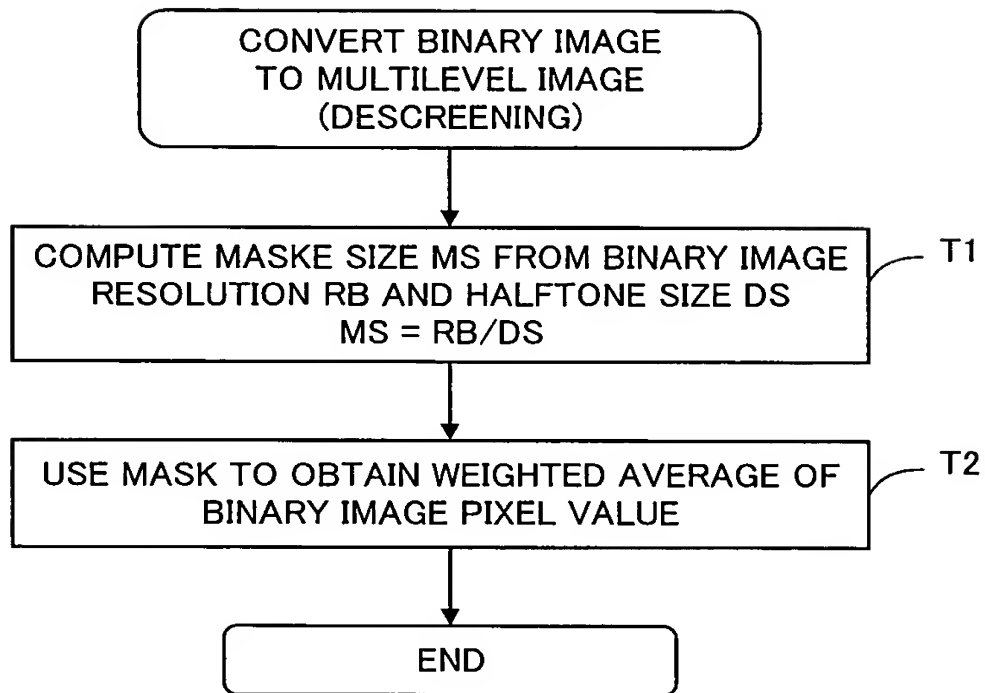 CONVERT BINARY IMAGE
TO MULTILEVEL IMAGE
(DESCREENING)
COMPUTE MASKE SIZE MS FROM BINARY IMAGE
RESOLUTION RB AND HALFTONE SIZE DS
MS = RB/DS
T1
USE MASK TO OBTAIN WEIGHTED AVERAGE OF
BINARY IMAGE PIXEL VALUE
T2
END